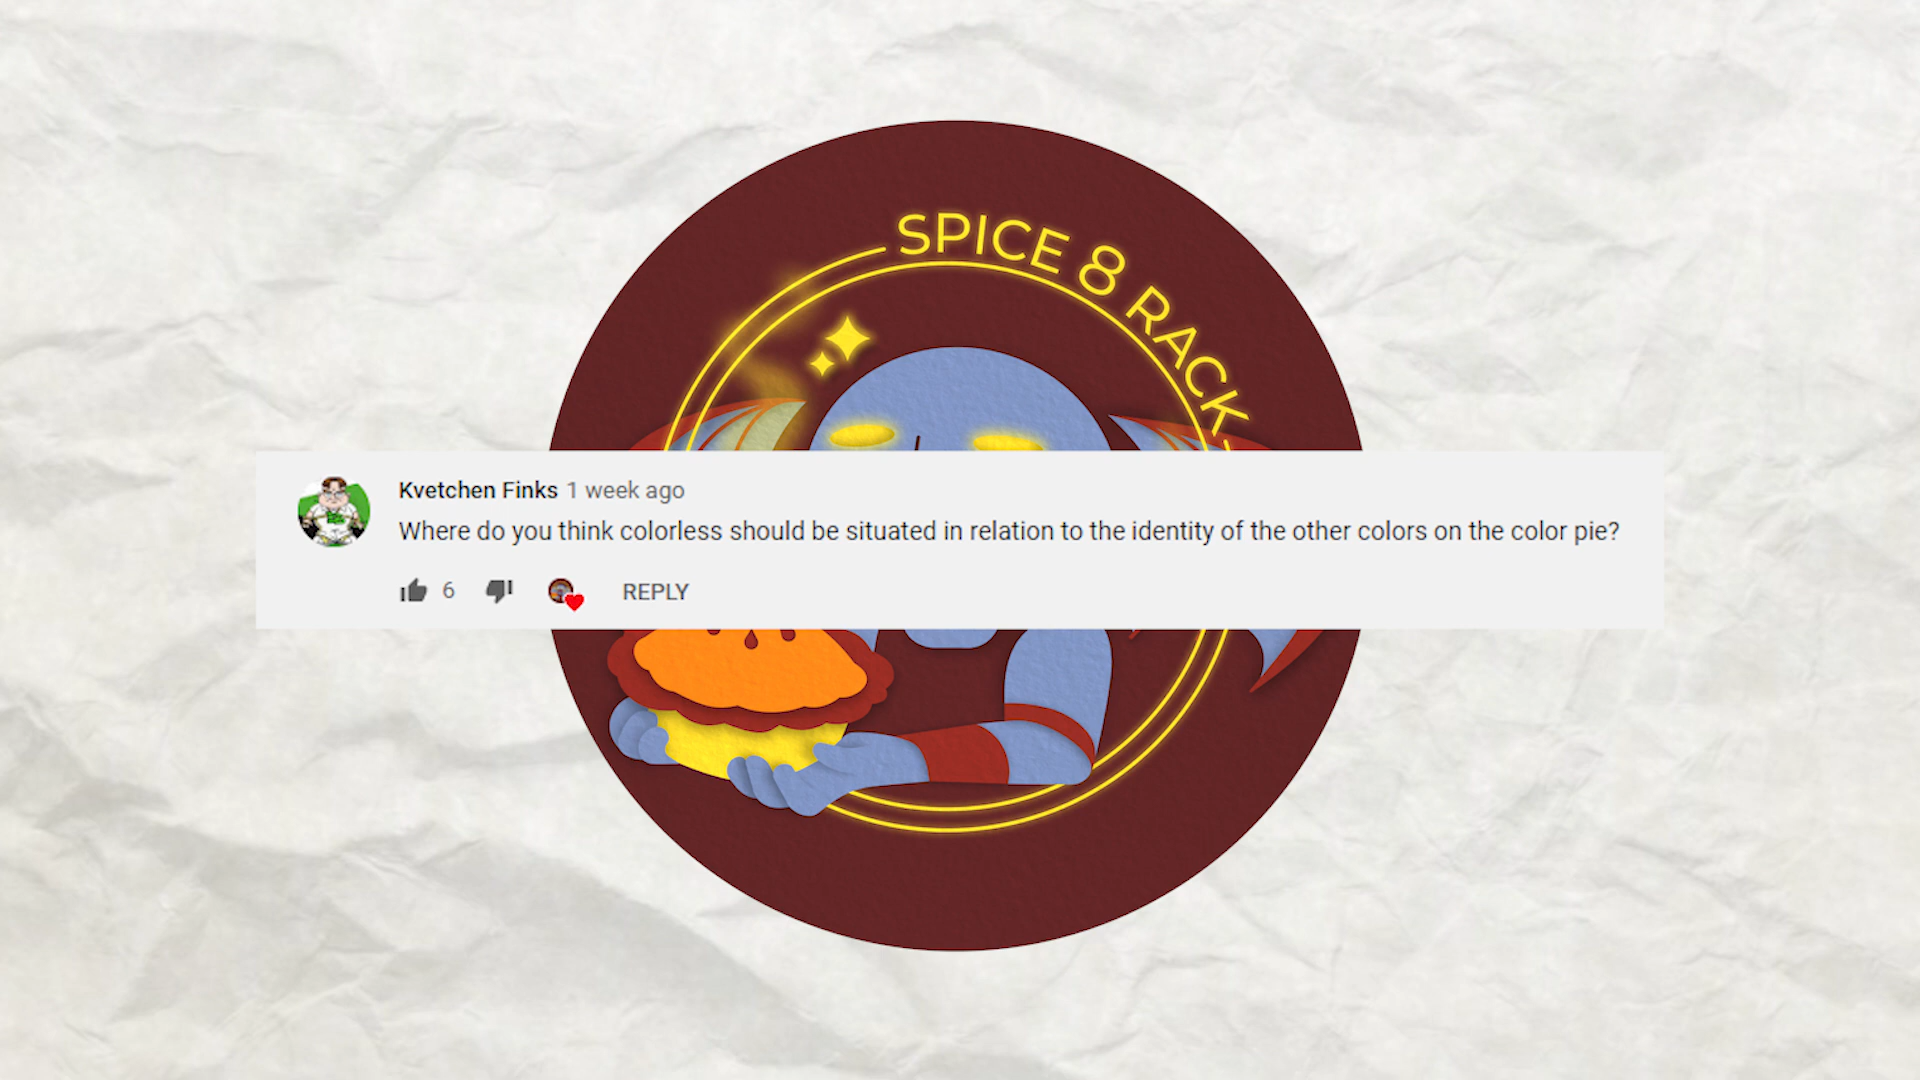 SPICE 8 RACK
Kvetchen Finks 1 week ago
Where do you think colorless should be situated in relation to the identity of the other colors on the color pie?
6 REPLY